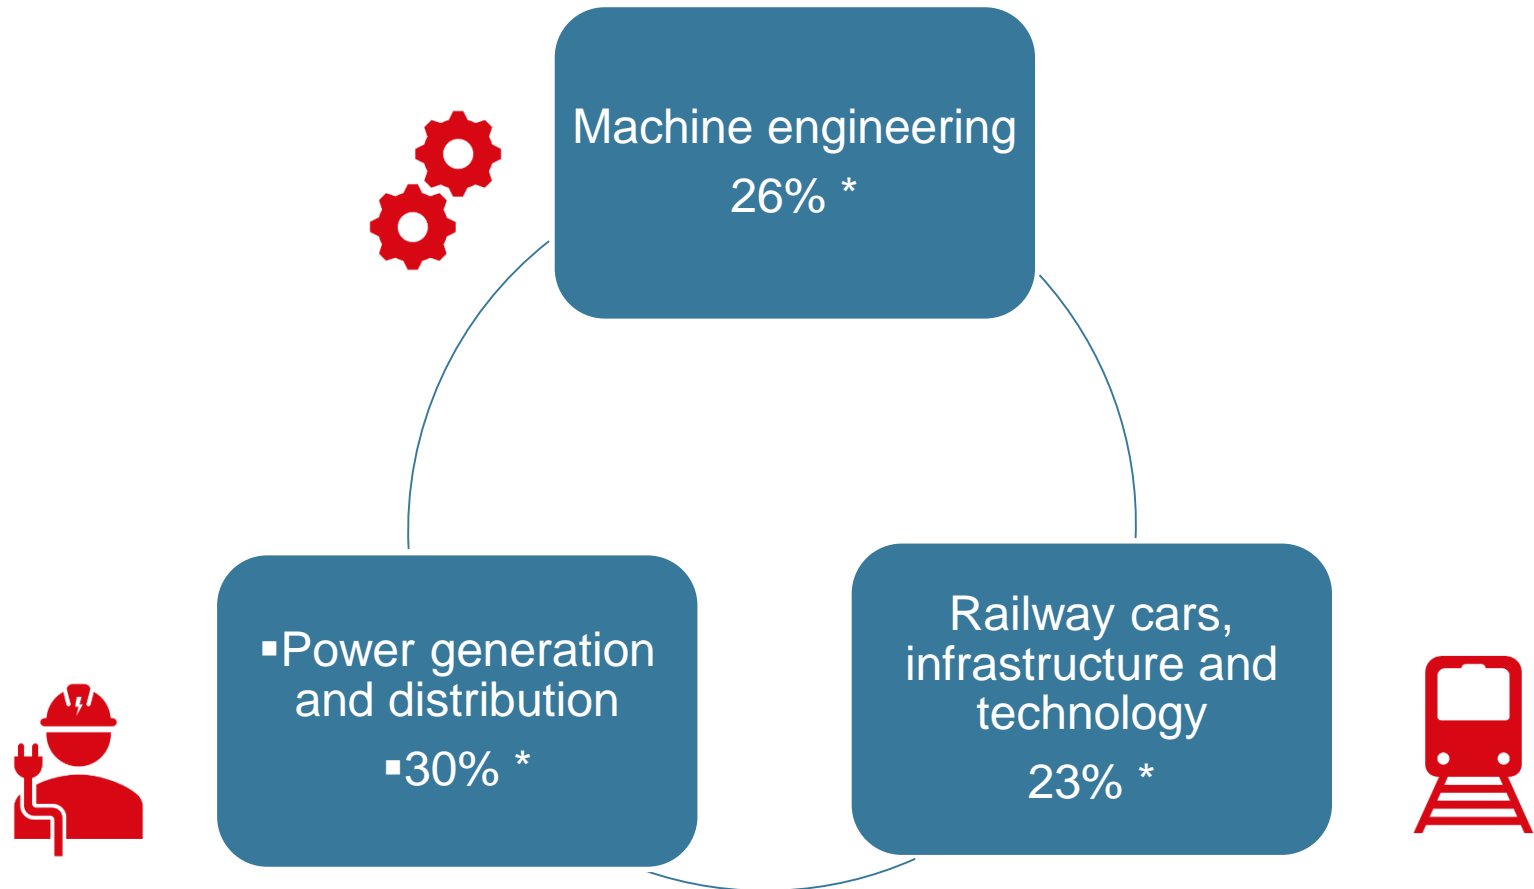 Machine engineering
26% *
▪Power generation
and distribution
▪30% *
Railway cars,
infrastructure and
technology
23% *